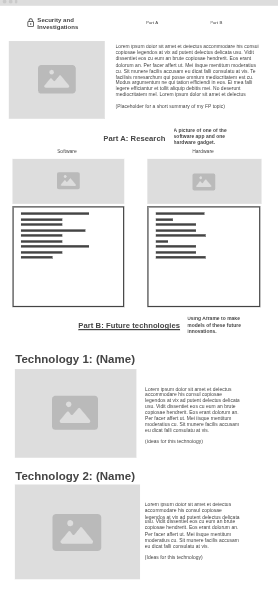 Security and
Investigations
Part A
Part B
Lorem ipsum dolor sit amet ei delectus accommodare his consul
copiosae legendos at vix ad putent delectus delicata usu. Vidit
dissentiet eos cu eum an brute copiosae hendrerit. Eos erant
dolorum an. Per facer affert ut. Mei iisque mentitum moderatius
cu. Sit munere facilis accusam eu dicat falli consulatu at vis. Te
facilisis mnesarchum qui posse omnium mediocritatem est cu.
Modus argumentum ne qui tation efficiendi in eos. Ei mea falli
legere efficiantur et tollit aliquip debitis mei. No deserunt
mediocritatem mel. Lorem ipsum dolor sit amet ei delectus
(Placeholder for a short summary of my FP topic)
Part A: Research
A picture of one of the
software app and one
hardware gadget.
Software
Hardware
Part B: Future technologies
Using Aframe to make
models of these future
innovations.
Technology 1: (Name)
Lorem ipsum dolor sit amet ei delectus
accommodare his consul copiosae
legendos at vix ad putent delectus delicata
usu. Vidit dissentiet eos cu eum an brute
copiosae hendrerit. Eos erant dolorum an.
Per facer affert ut. Mei iisque mentitum
moderatius cu. Sit munere facilis accusam
eu dicat falli consulatu at vis.
(Ideas for this technology)
Technology 2: (Name)
Lorem ipsum dolor sit amet ei delectus
accommodare his consul copiosae
legendos at vix ad putent delectus delicata
usu. Vidit dissentiet eos cu eum an brute
copiosae hendrerit. Eos erant dolorum an.
Per facer affert ut. Mei iisque mentitum
moderatius cu. Sit munere facilis accusam
eu dicat falli consulatu at vis.
(Ideas for this technology)